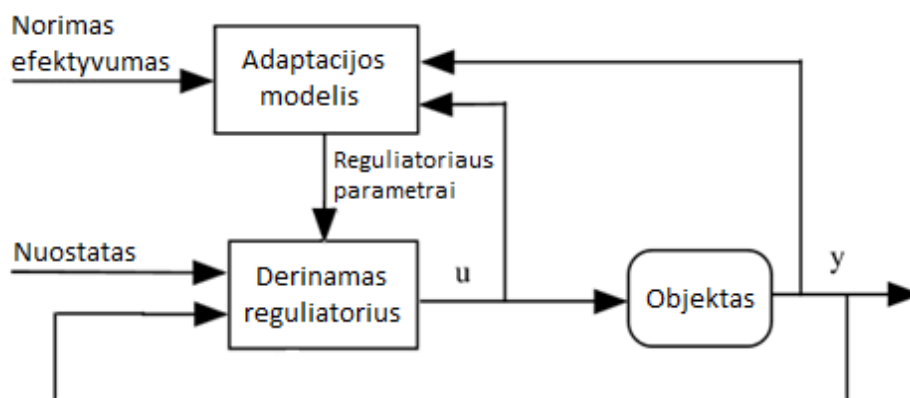 Norimas
efektyvumas
Adaptacijos
modelis
Reguliatoriaus
parametrai
Nuostatas
Derinamas
reguliatorius
u
Objektas
y